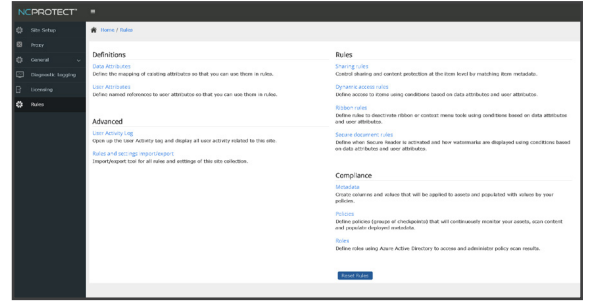 NCPROTECT™
Site Setup
Proxy
General
Diagnostic Logging
Licensing
Rules
Home / Rules
Definitions
Data Attributes
Define the mapping of existing attributes so that you can use them in rules.
User Attributes
Define named references to user attributes so that you can use them in rules.
Advanced
User Activity Log
Open up the User Activity Log and display all user activity related to this site.
Rules and settings import/export
Import/export tool for all rules and settings of this site collection.
Rules
Sharing rules
Control sharing and content protection at the item level by matching item metadata.
Dynamic access rules
Define access to items using conditions based on data attributes and user attributes.
Ribbon rules
Define rules to deactivate ribbon or context menu tools using conditions based on data attributes
and user attributes.
Secure document rules
Define when Secure Reader is activated and how watermarks are displayed using conditions based
on data attributes and user attributes.
Compliance
Metadata
Create columns and values that will be applied to assets and populated with values by your
policies.
Policies
Define policies (groups of checkpoints) that will continuously monitor your assets, scan content
and populate deployed metadata.
Roles
Define roles using Azure Active Directory to access and administer policy scan results.
Reset Rules